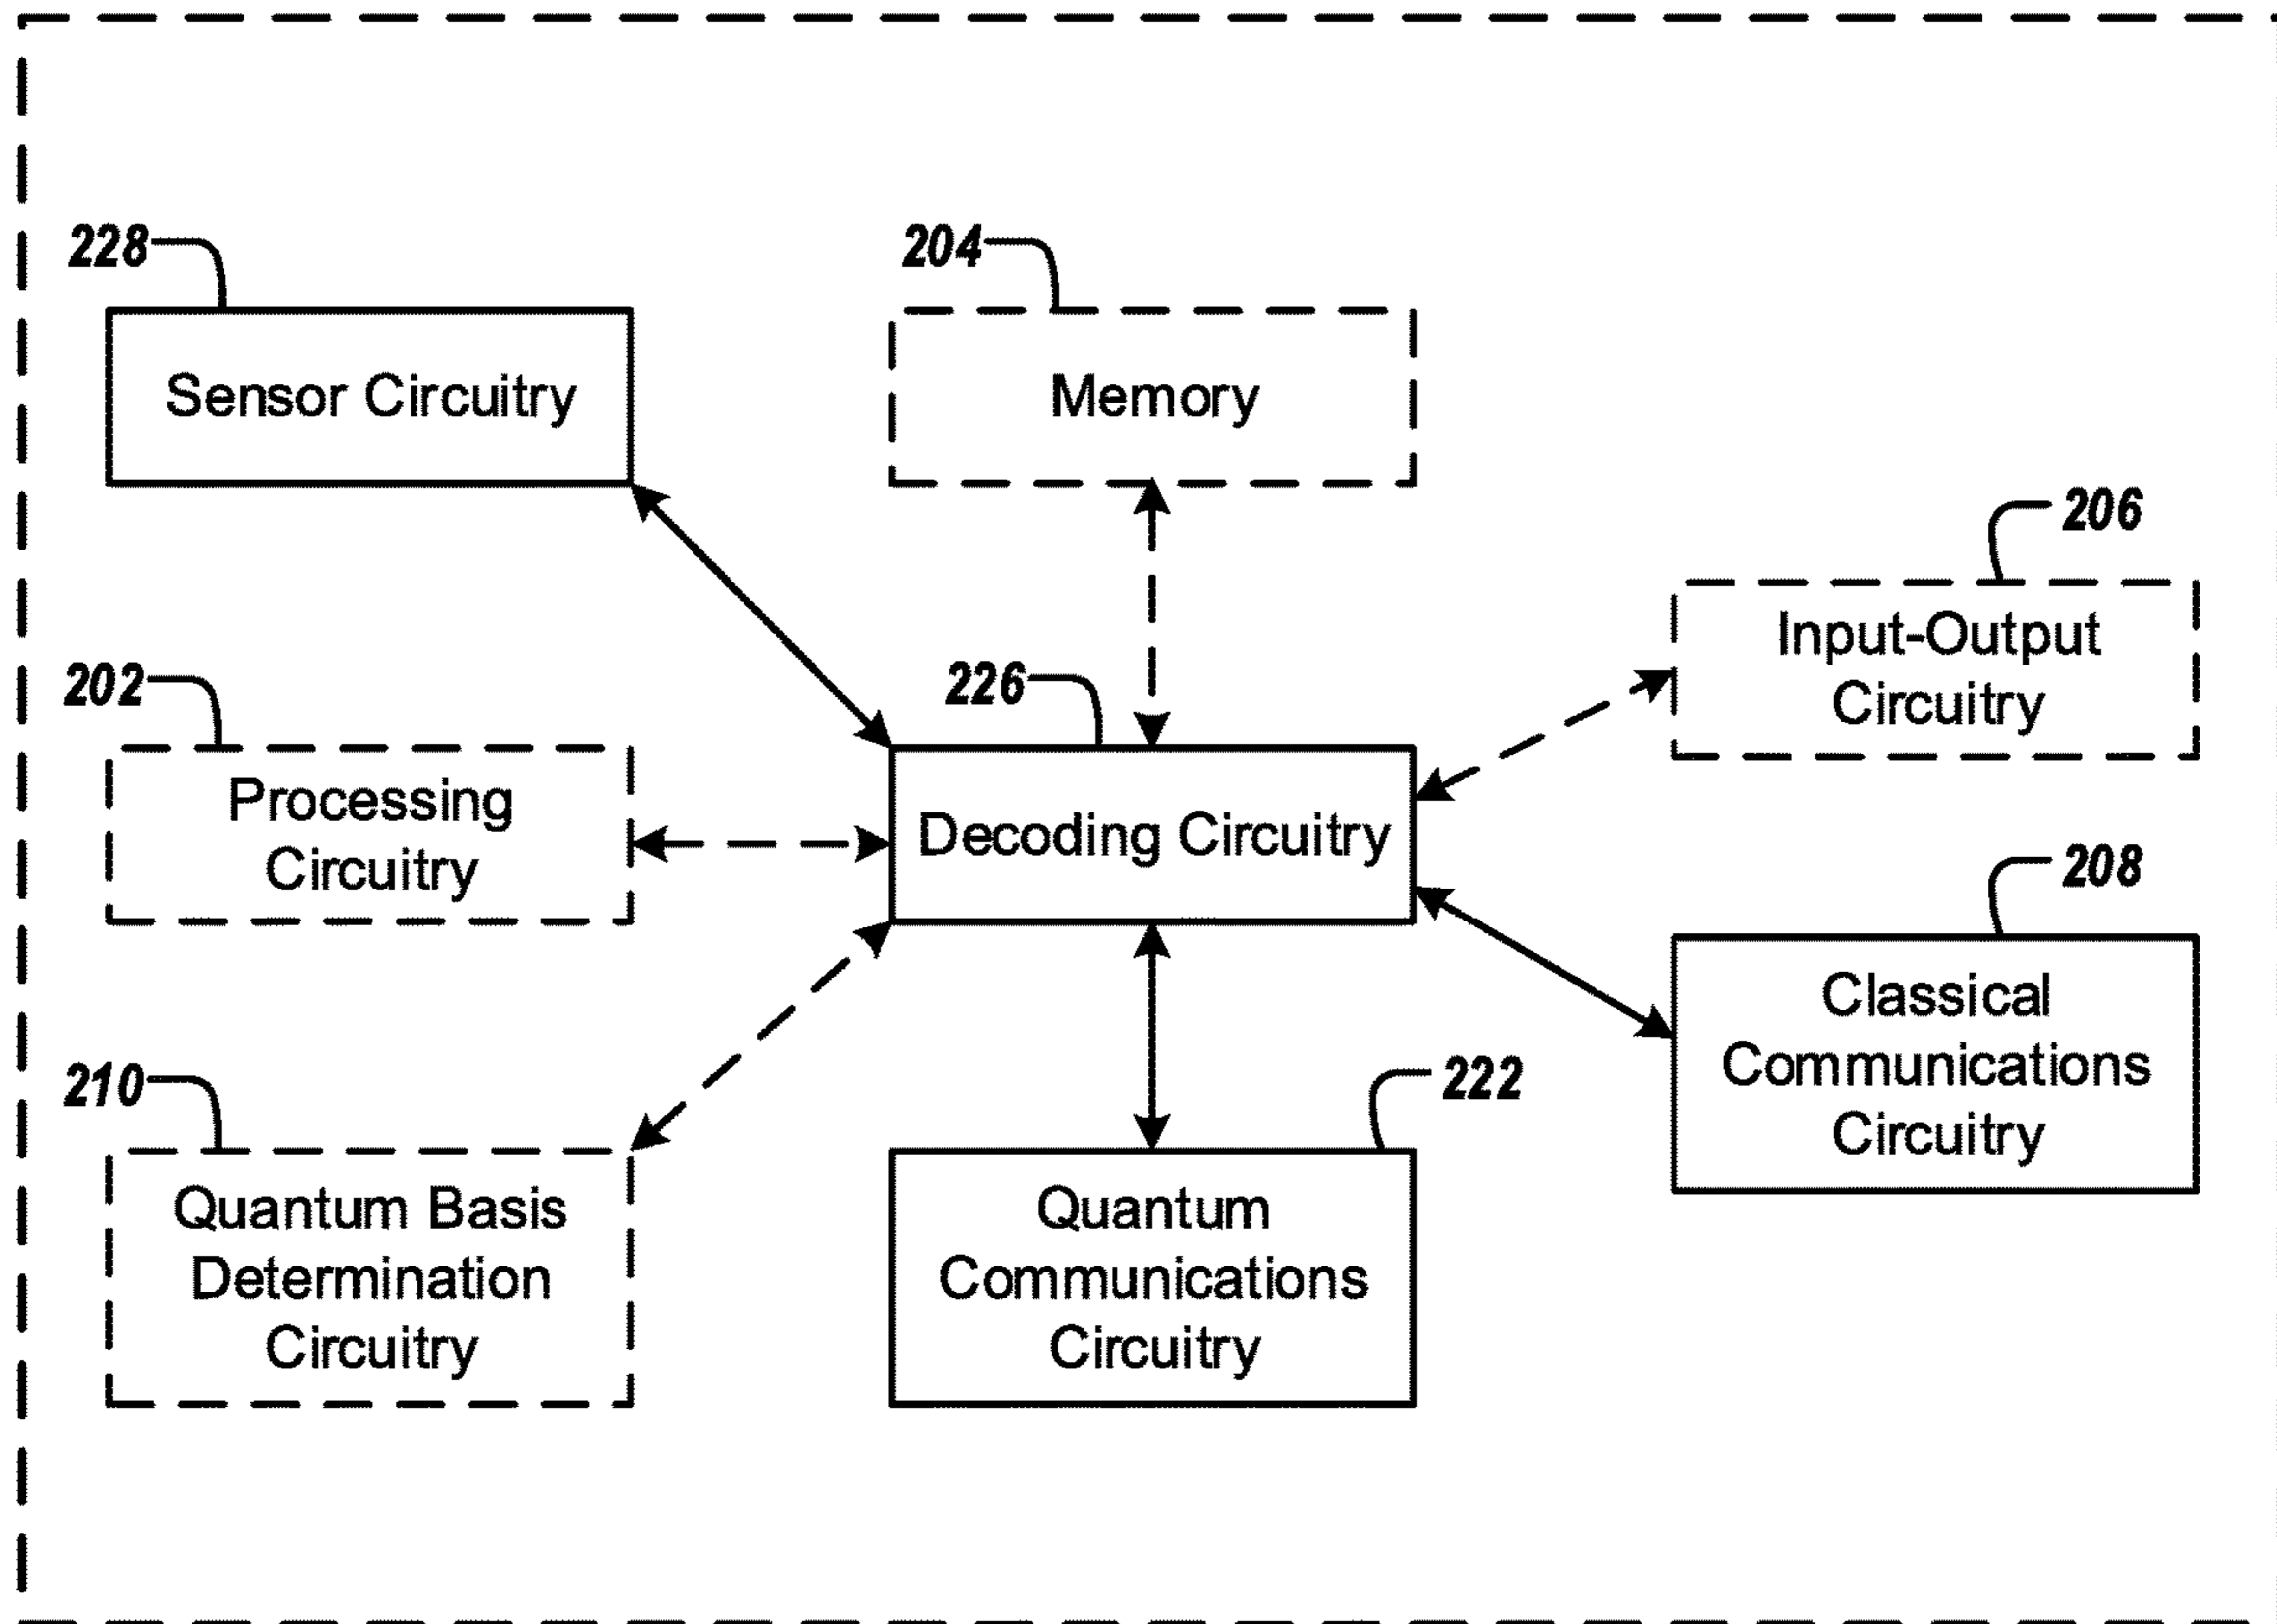 228
Sensor Circuitry
204
Memory
206
Input-Output
Circuitry
202
Processing
Circuitry
226
Decoding Circuitry
208
Classical
Communications
Circuitry
210
Quantum Basis
Determination
Circuitry
222
Quantum
Communications
Circuitry